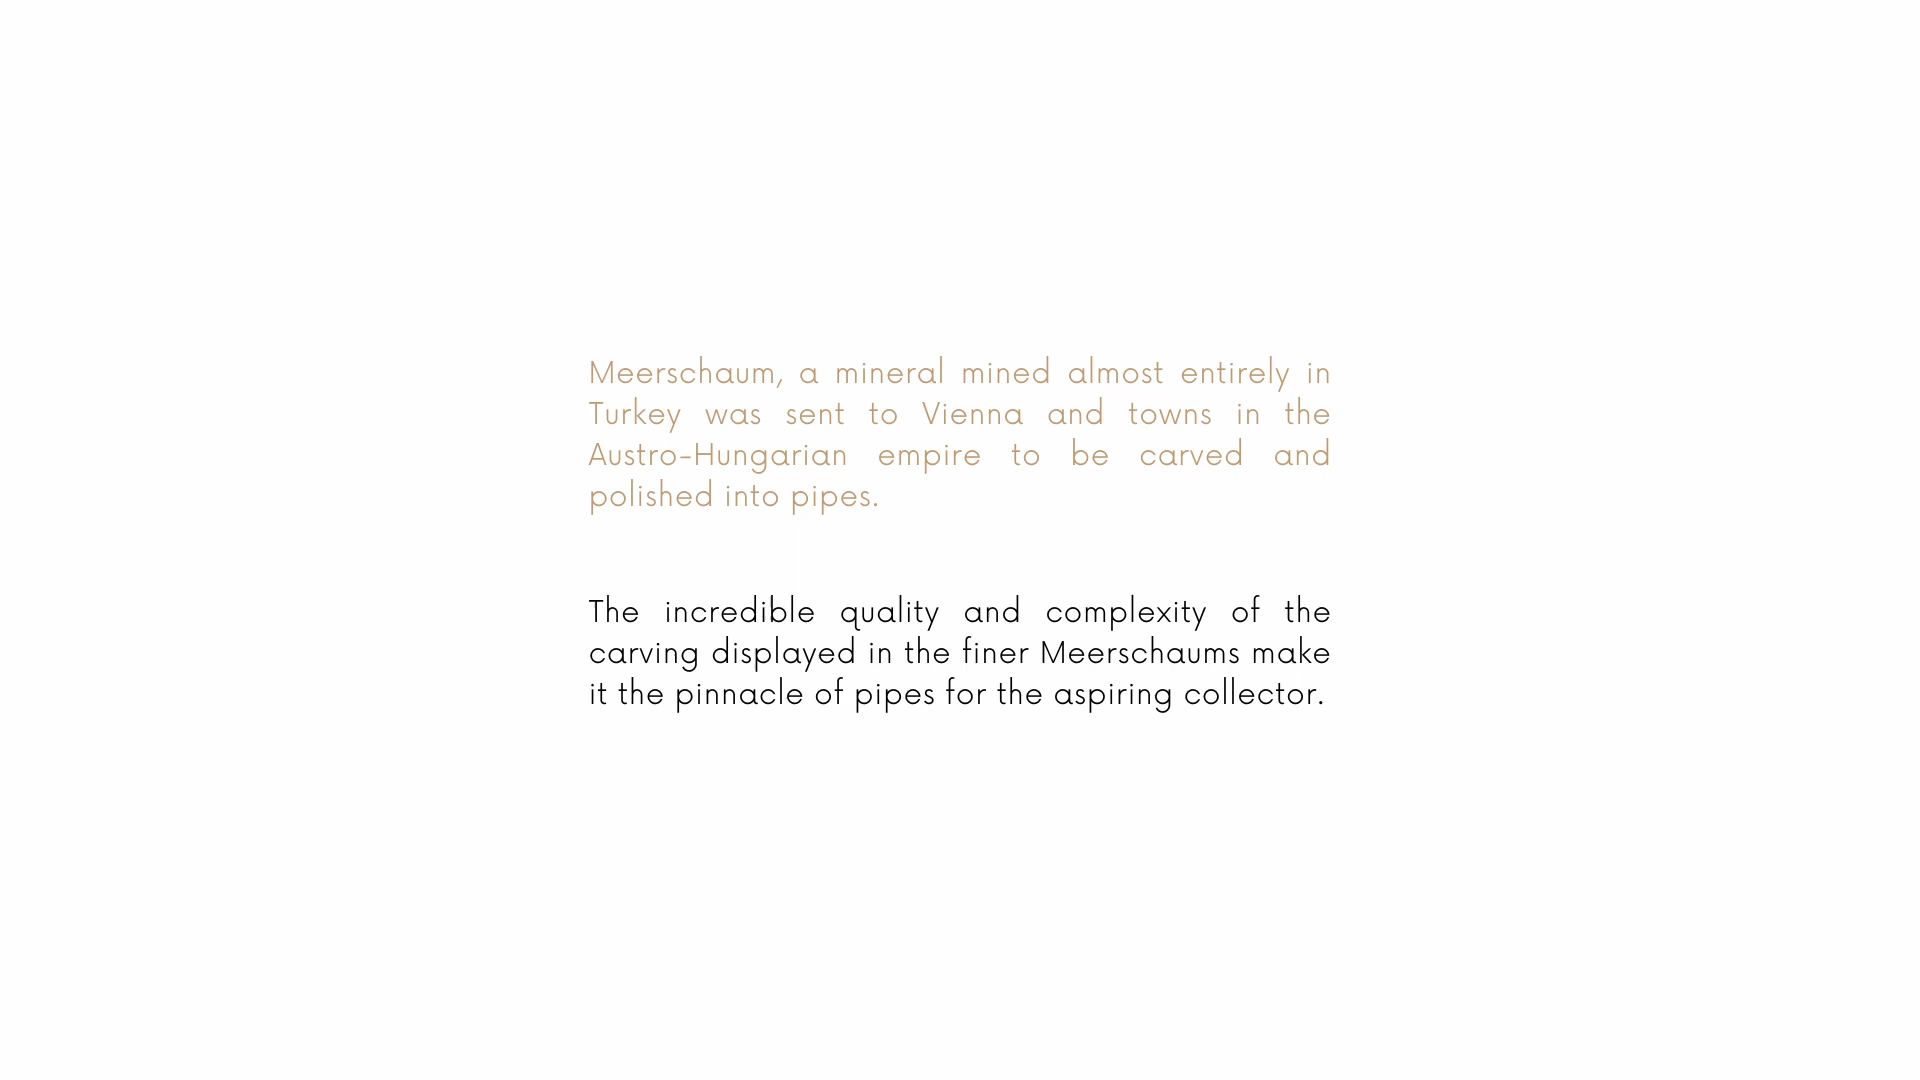 Meerschaum, a mineral mined almost entirely in
Turkey was sent to Vienna and towns in the
Austro-Hungarian empire to be carved and
polished into pipes.
The incredible quality and complexity of the
carving displayed in the finer Meerschaums make
it the pinnacle of pipes for the aspiring collector.